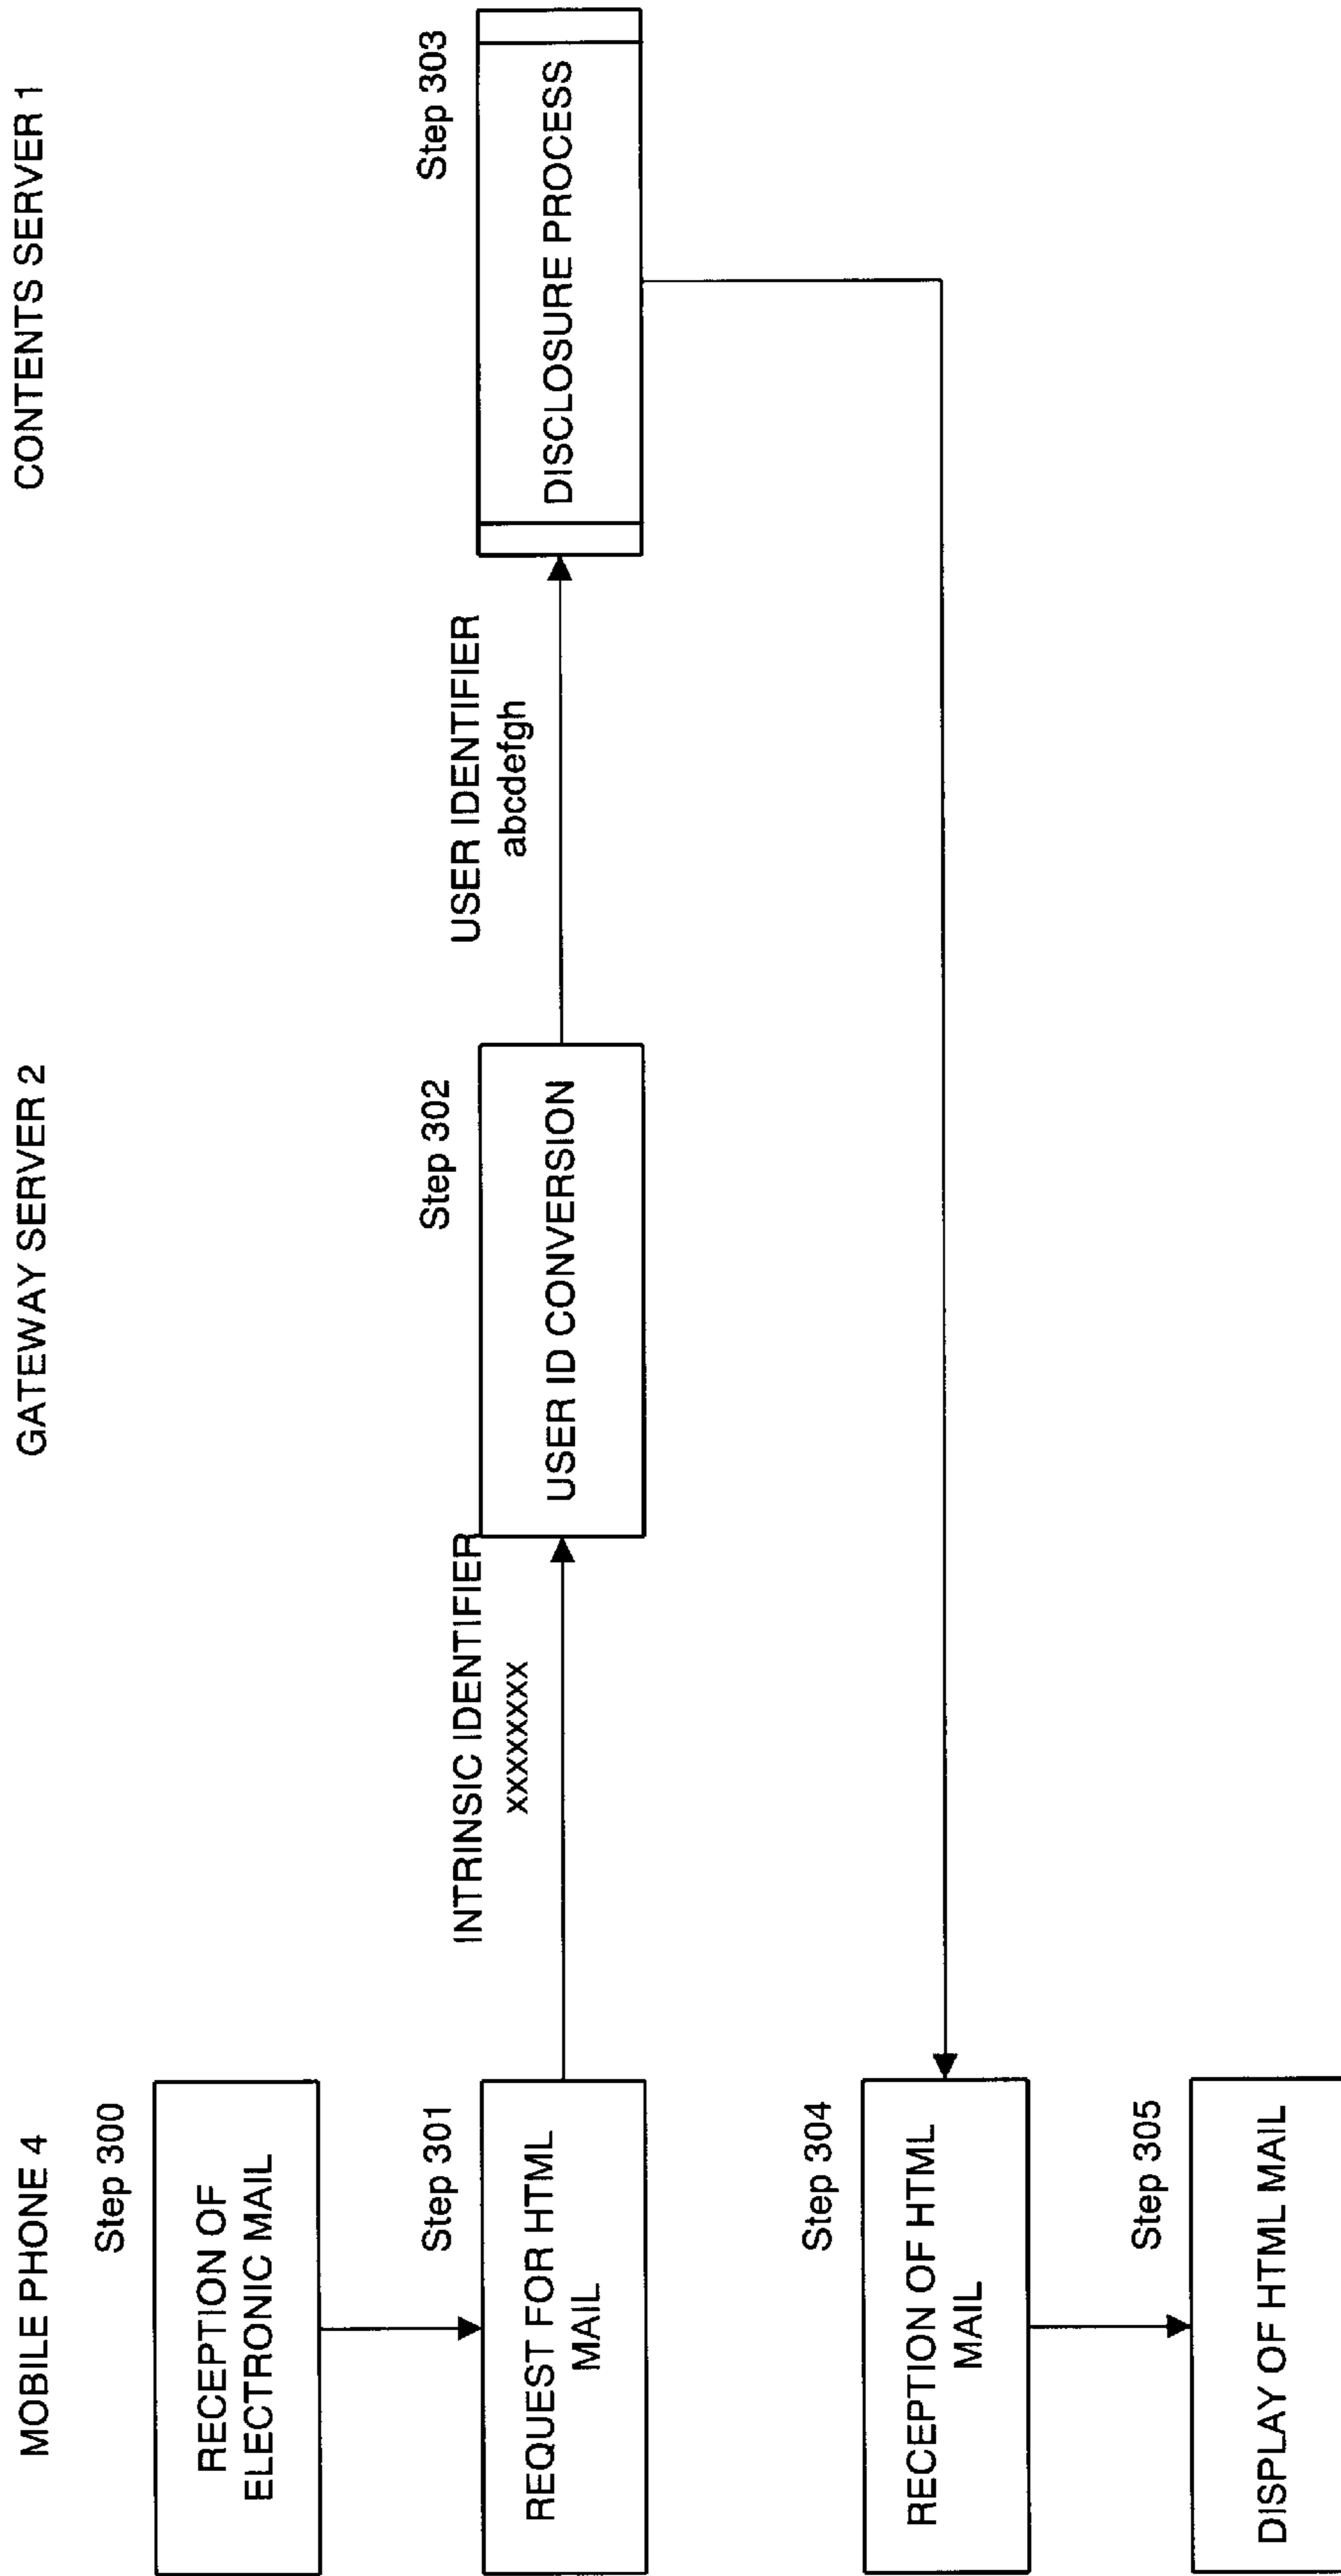 MOBILE PHONE 4
GATEWAY SERVER 2
CONTENTS SERVER 1
Step 300
RECEPTION OF
ELECTRONIC MAIL
Step 301
REQUEST FOR HTML
MAIL
INTRINSIC IDENTIFIER
xxxxxxxx
Step 302
USER ID CONVERSION
USER IDENTIFIER
abcdefgh
Step 303
DISCLOSURE PROCESS
Step 304
RECEPTION OF HTML
MAIL
Step 305
DISPLAY OF HTML MAIL